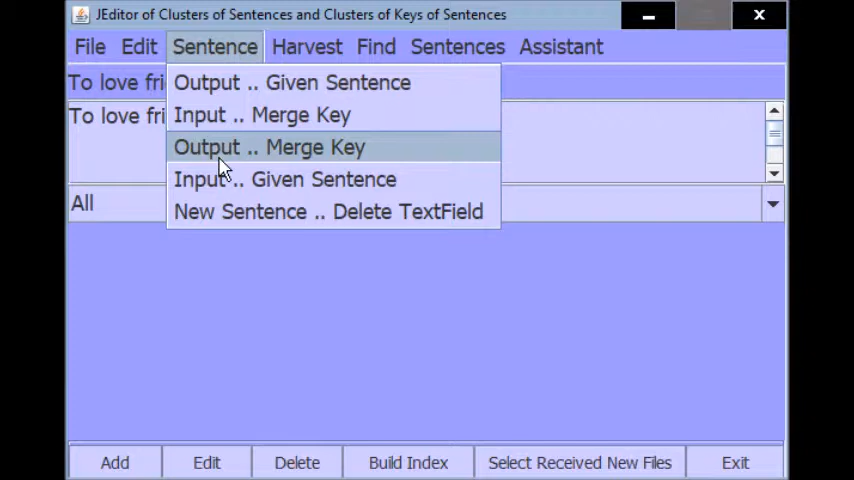 JEditor of Clusters of Sentences and Clusters of Keys of Sentences
File Edit Sentence Harvest Find Sentences Assistant
To love fri
Output .. Given Sentence
To love fri
Input .. Merge Key
Output .. Merge Key
Input .. Given Sentence
All
New Sentence .. Delete TextField
Add Edit Delete Build Index Select Received New Files Exit